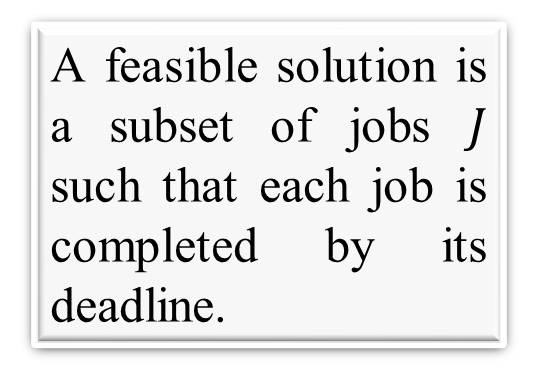 A feasible solution is
a subset of jobs J
such that each job is
completed by its
deadline.